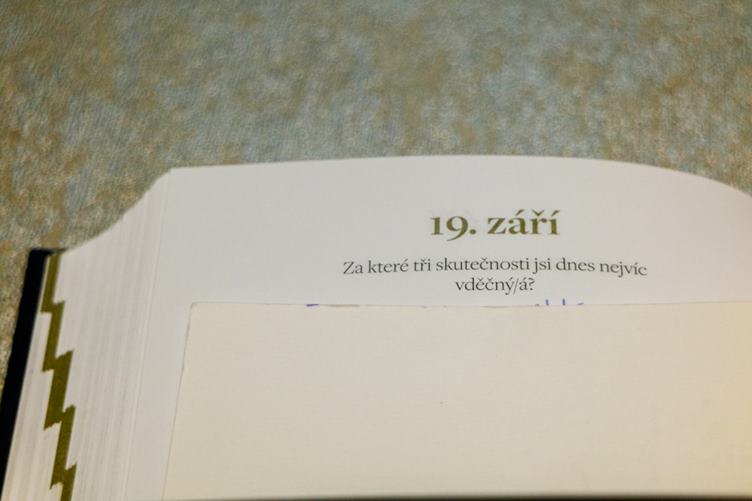 19. září
Za které tři skutečnosti jsi dnes nejvíc
vděčný/á?